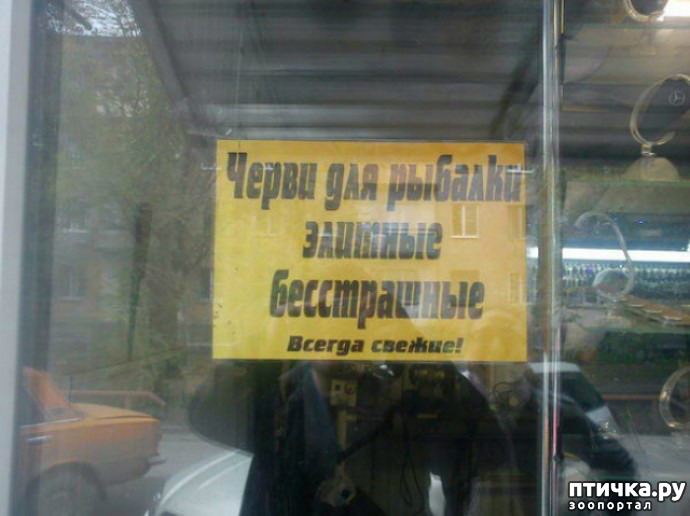 Черви для рыбалки
элитные
бесстрашные
Всегда свежие!
птичка.ру
зоопортал